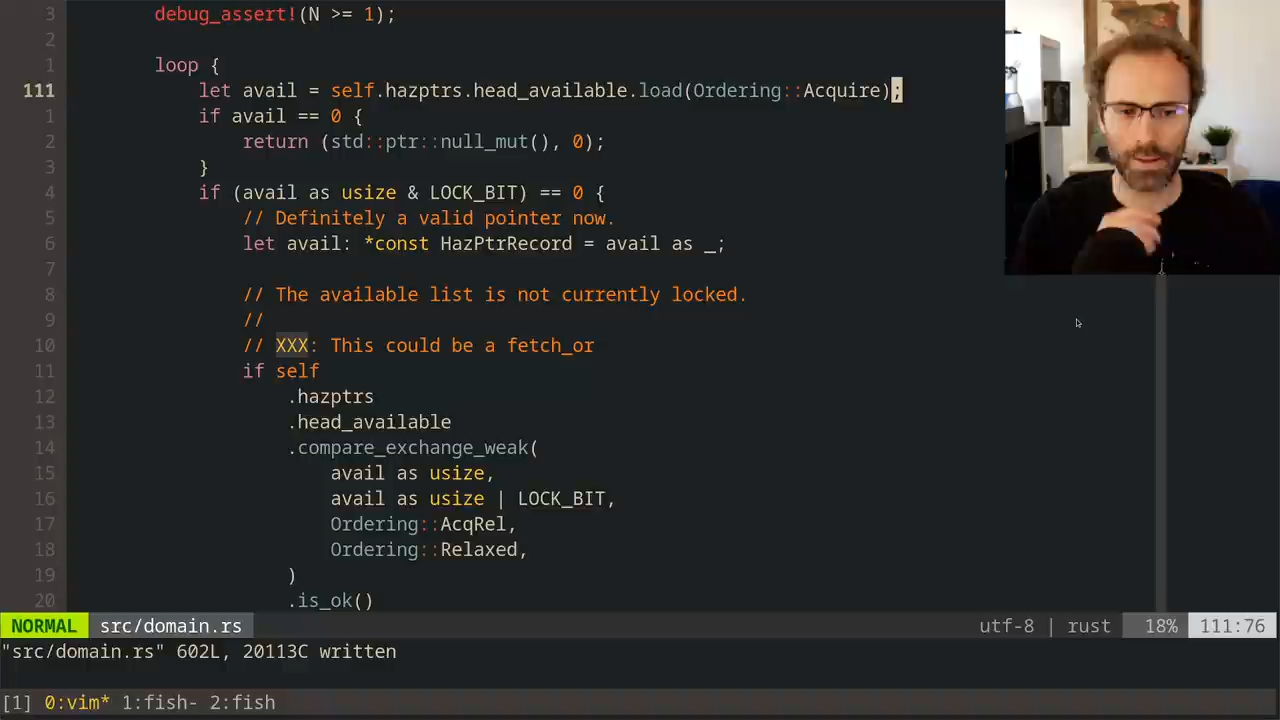 3 debug_assert!(N >= 1);
2
1 loop {
111 let avail = self.hazptrs.head_available.load(Ordering::Acquire);
1 if avail == 0 {
2 return (std::ptr::null_mut(), 0);
3 }
4 if (avail as usize & LOCK_BIT) == 0 {
5 // Definitely a valid pointer now.
6 let avail: *const HazPtrRecord = avail as _;
7
8 // The available list is not currently locked.
9 //
10 // XXX: This could be a fetch_or
11 if self
12 .hazptrs
13 .head_available
14 .compare_exchange_weak(
15 avail as usize,
16 avail as usize | LOCK_BIT,
17 Ordering::AcqRel,
18 Ordering::Relaxed,
19 )
20 .is_ok()
NORMAL src/domain.rs utf-8 | rust 18% 111:76
"src/domain.rs" 602L, 20113C written
[1] 0:vim* 1:fish- 2:fish